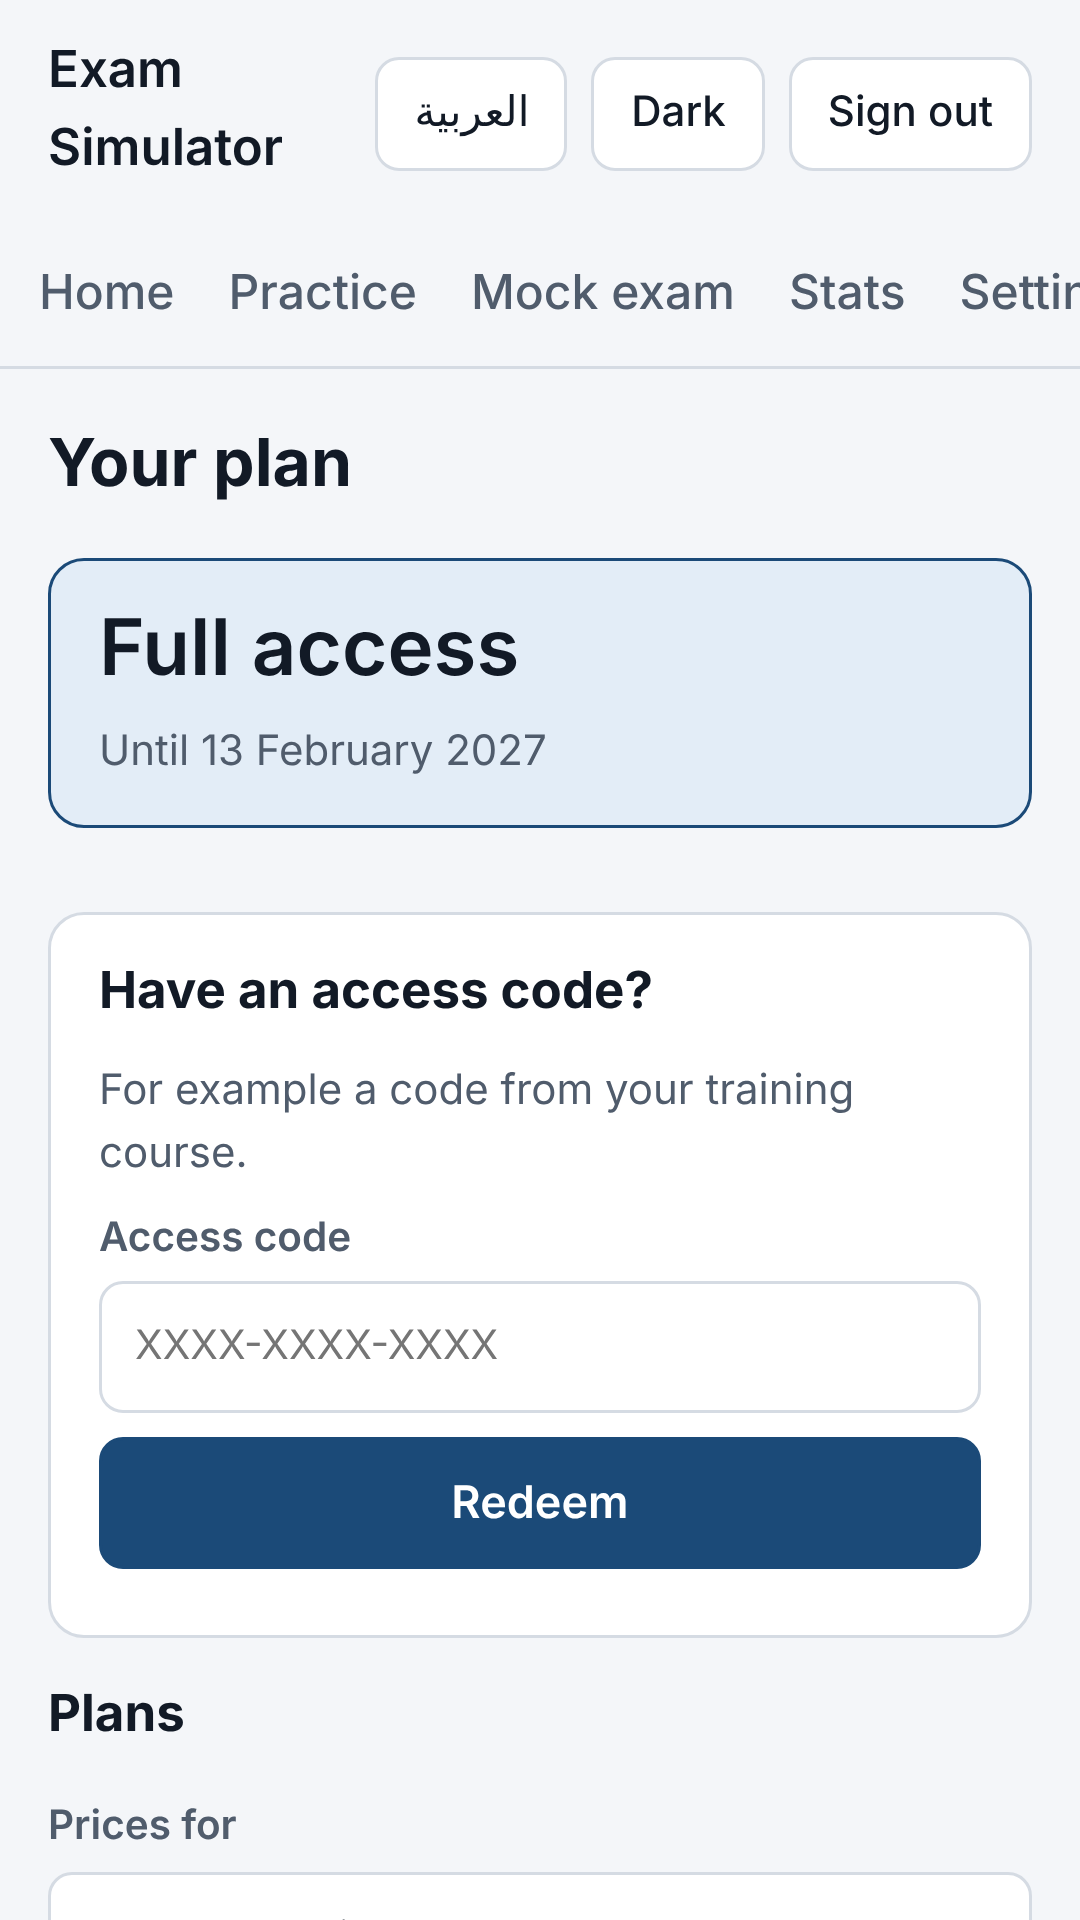 Exam
Simulator
العربية
Dark
Sign out
Home Practice Mock exam Stats
Your plan
Full access
Until 13 February 2027
Have an access code?
For example a code from your training
course.
Access code
XXXX-XXXX-XXXX
Redeem
Plans
Prices for